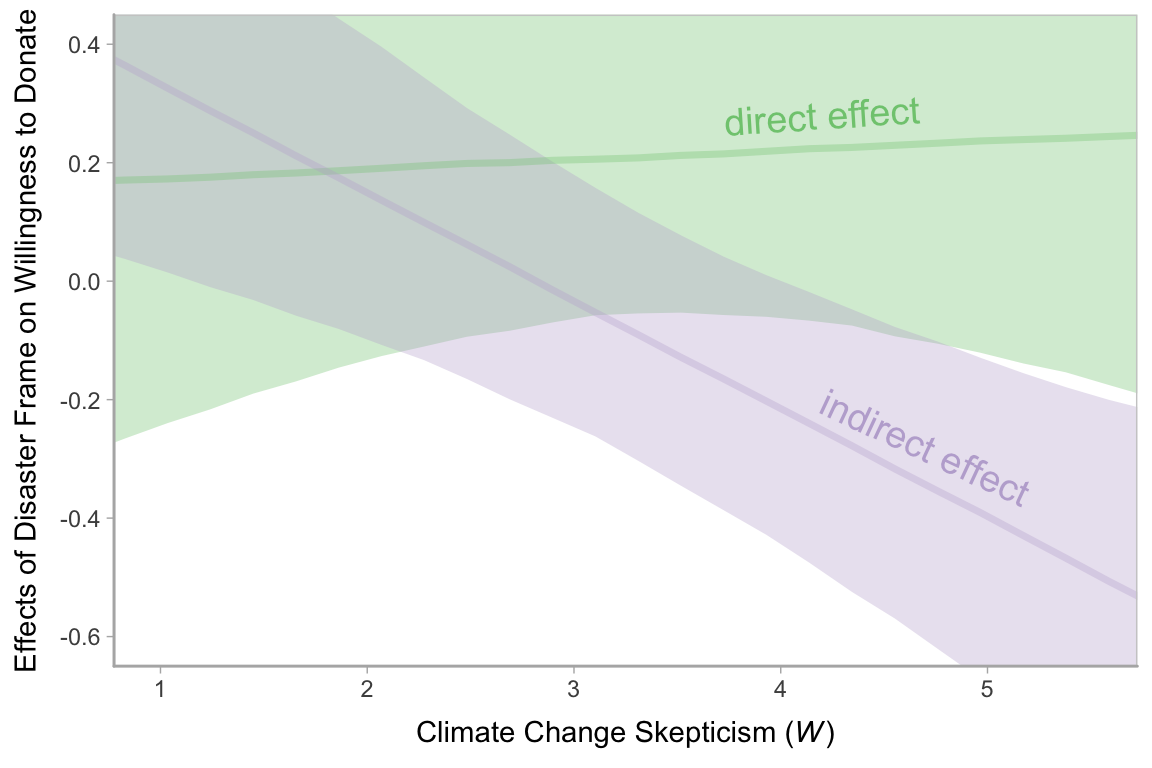 Effects of Disaster Frame on Willingness to Donate
0.4
0.2
0.0
-0.2
-0.4
-0.6
direct effect
indirect effect
1 2 3 4 5
Climate Change Skepticism (W)